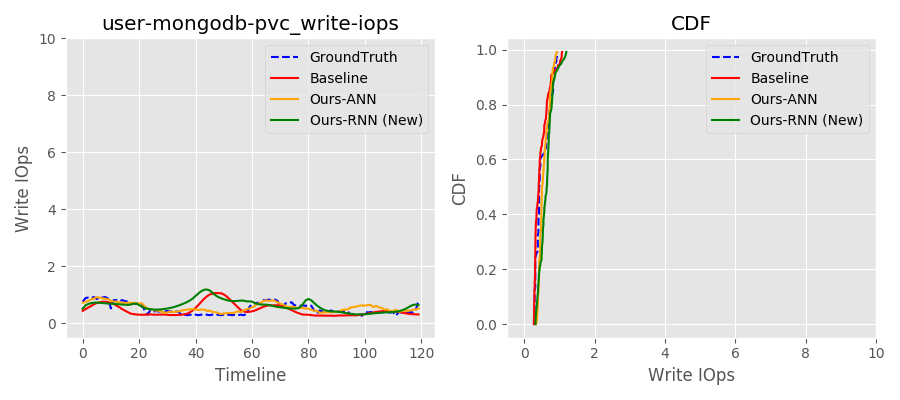 user-mongodb-pvc_write-iops
Write IOps
10
8
6
4
2
0
0 20 40 60 80 100 120
Timeline
GroundTruth
Baseline
Ours-ANN
Ours-RNN (New)
CDF
CDF
1.0
0.8
0.6
0.4
0.2
0.0
0 2 4 6 8 10
Write IOps
GroundTruth
Baseline
Ours-ANN
Ours-RNN (New)